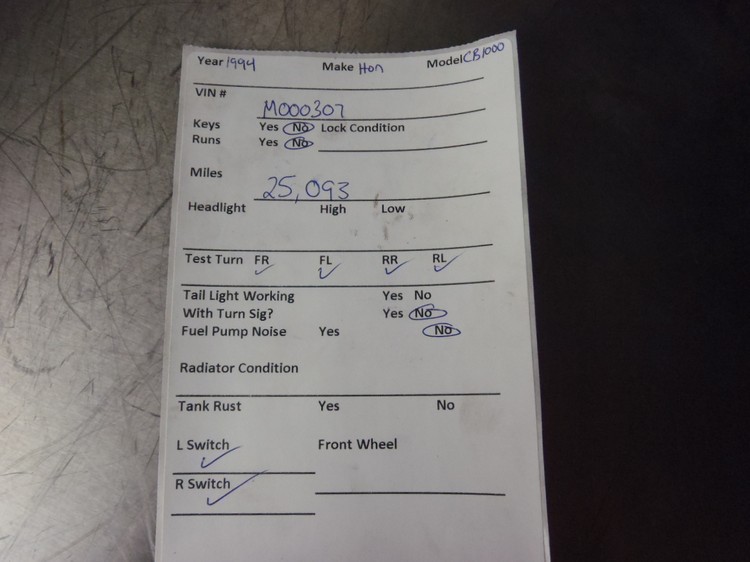 Year 1994 Make Hon Model CB1000
VIN # M000307
Keys Yes No Lock Condition
Runs Yes No
Miles 25,093
Headlight High Low
Test Turn FR FL RR RL
Tail Light Working Yes No
With Turn Sig? Yes No
Fuel Pump Noise Yes No
Radiator Condition
Tank Rust Yes No
L Switch Front Wheel
R Switch